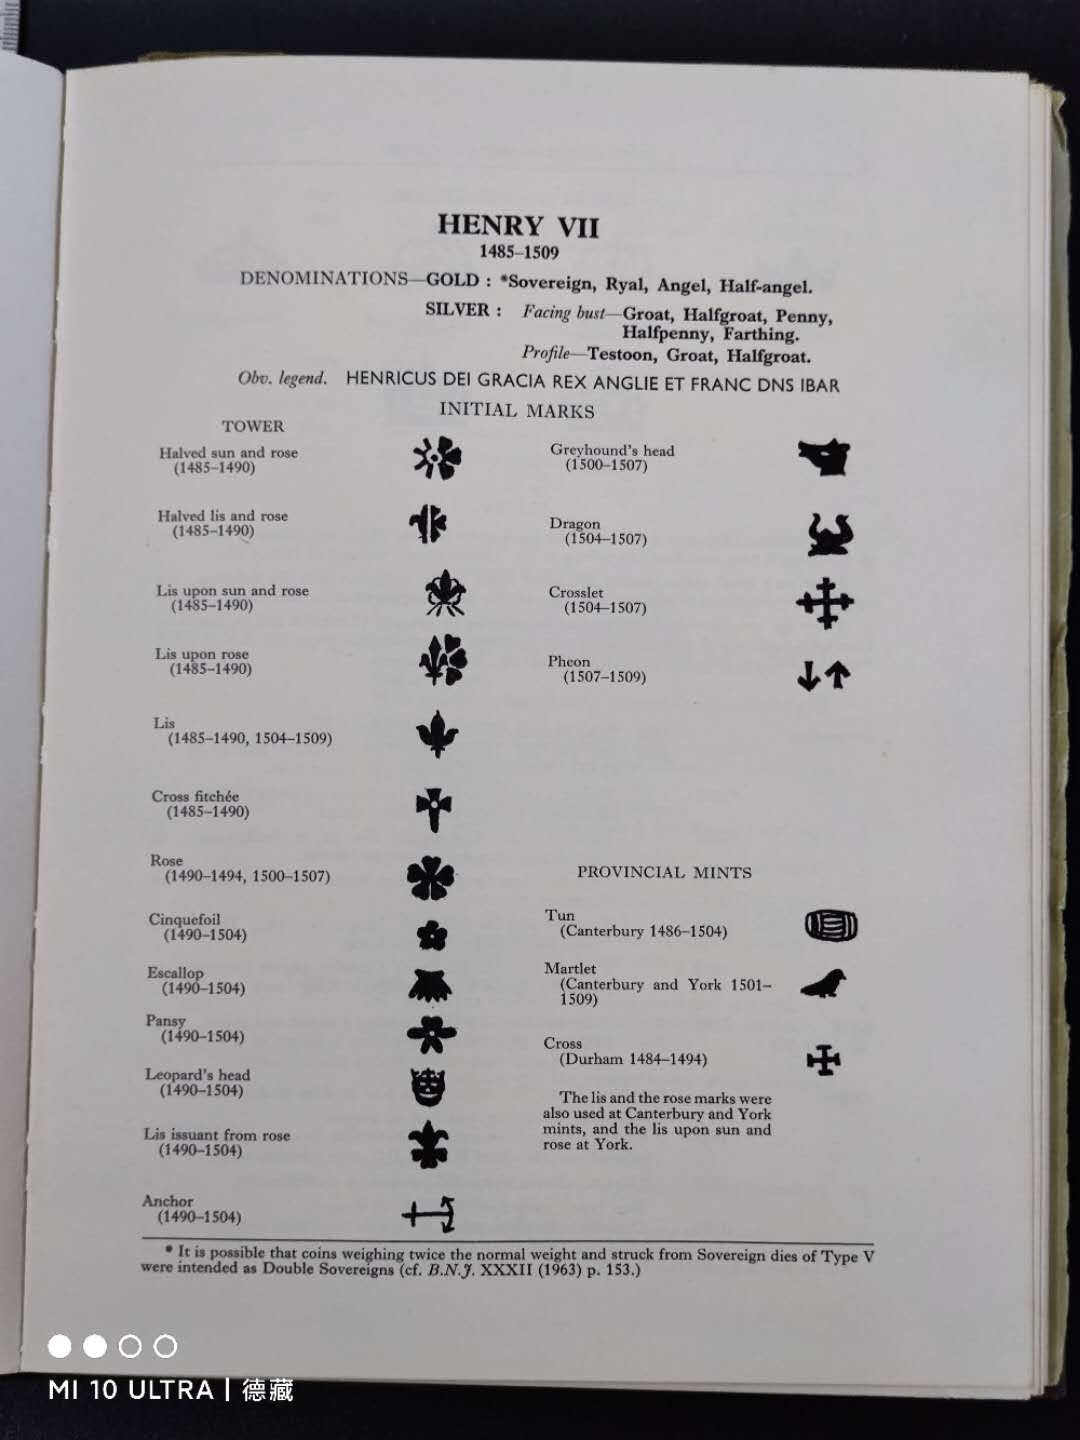 HENRY VII
1485–1509
DENOMINATIONS—GOLD : *Sovereign, Ryal, Angel, Half-angel.
SILVER : Facing bust—Groat, Halfgroat, Penny,
Halfpenny, Farthing.
Profile—Testoon, Groat, Halfgroat.
Obv. legend. HENRICUS DEI GRACIA REX ANGLIE ET FRANC DNS IBAR
INITIAL MARKS
TOWER
Halved sun and rose
(1485–1490)
Halved lis and rose
(1485–1490)
Lis upon sun and rose
(1485–1490)
Lis upon rose
(1485–1490)
Lis
(1485–1490, 1504–1509)
Cross fitchée
(1485–1490)
Rose
(1490–1494, 1500–1507)
Cinquefoil
(1490–1504)
Escallop
(1490–1504)
Pansy
(1490–1504)
Leopard's head
(1490–1504)
Lis issuant from rose
(1490–1504)
Anchor
(1490–1504)
Greyhound's head
(1500–1507)
Dragon
(1504–1507)
Crosslet
(1504–1507)
Pheon
(1507–1509)
PROVINCIAL MINTS
Tun
(Canterbury 1486–1504)
Martlet
(Canterbury and York 1501–
1509)
Cross
(Durham 1484–1494)
The lis and the rose marks were
also used at Canterbury and York
mints, and the lis upon sun and
rose at York.
* It is possible that coins weighing twice the normal weight and struck from Sovereign dies of Type V
were intended as Double Sovereigns (cf. B.N.J. XXXII (1963) p. 153.)
MI 10 ULTRA | 德藏